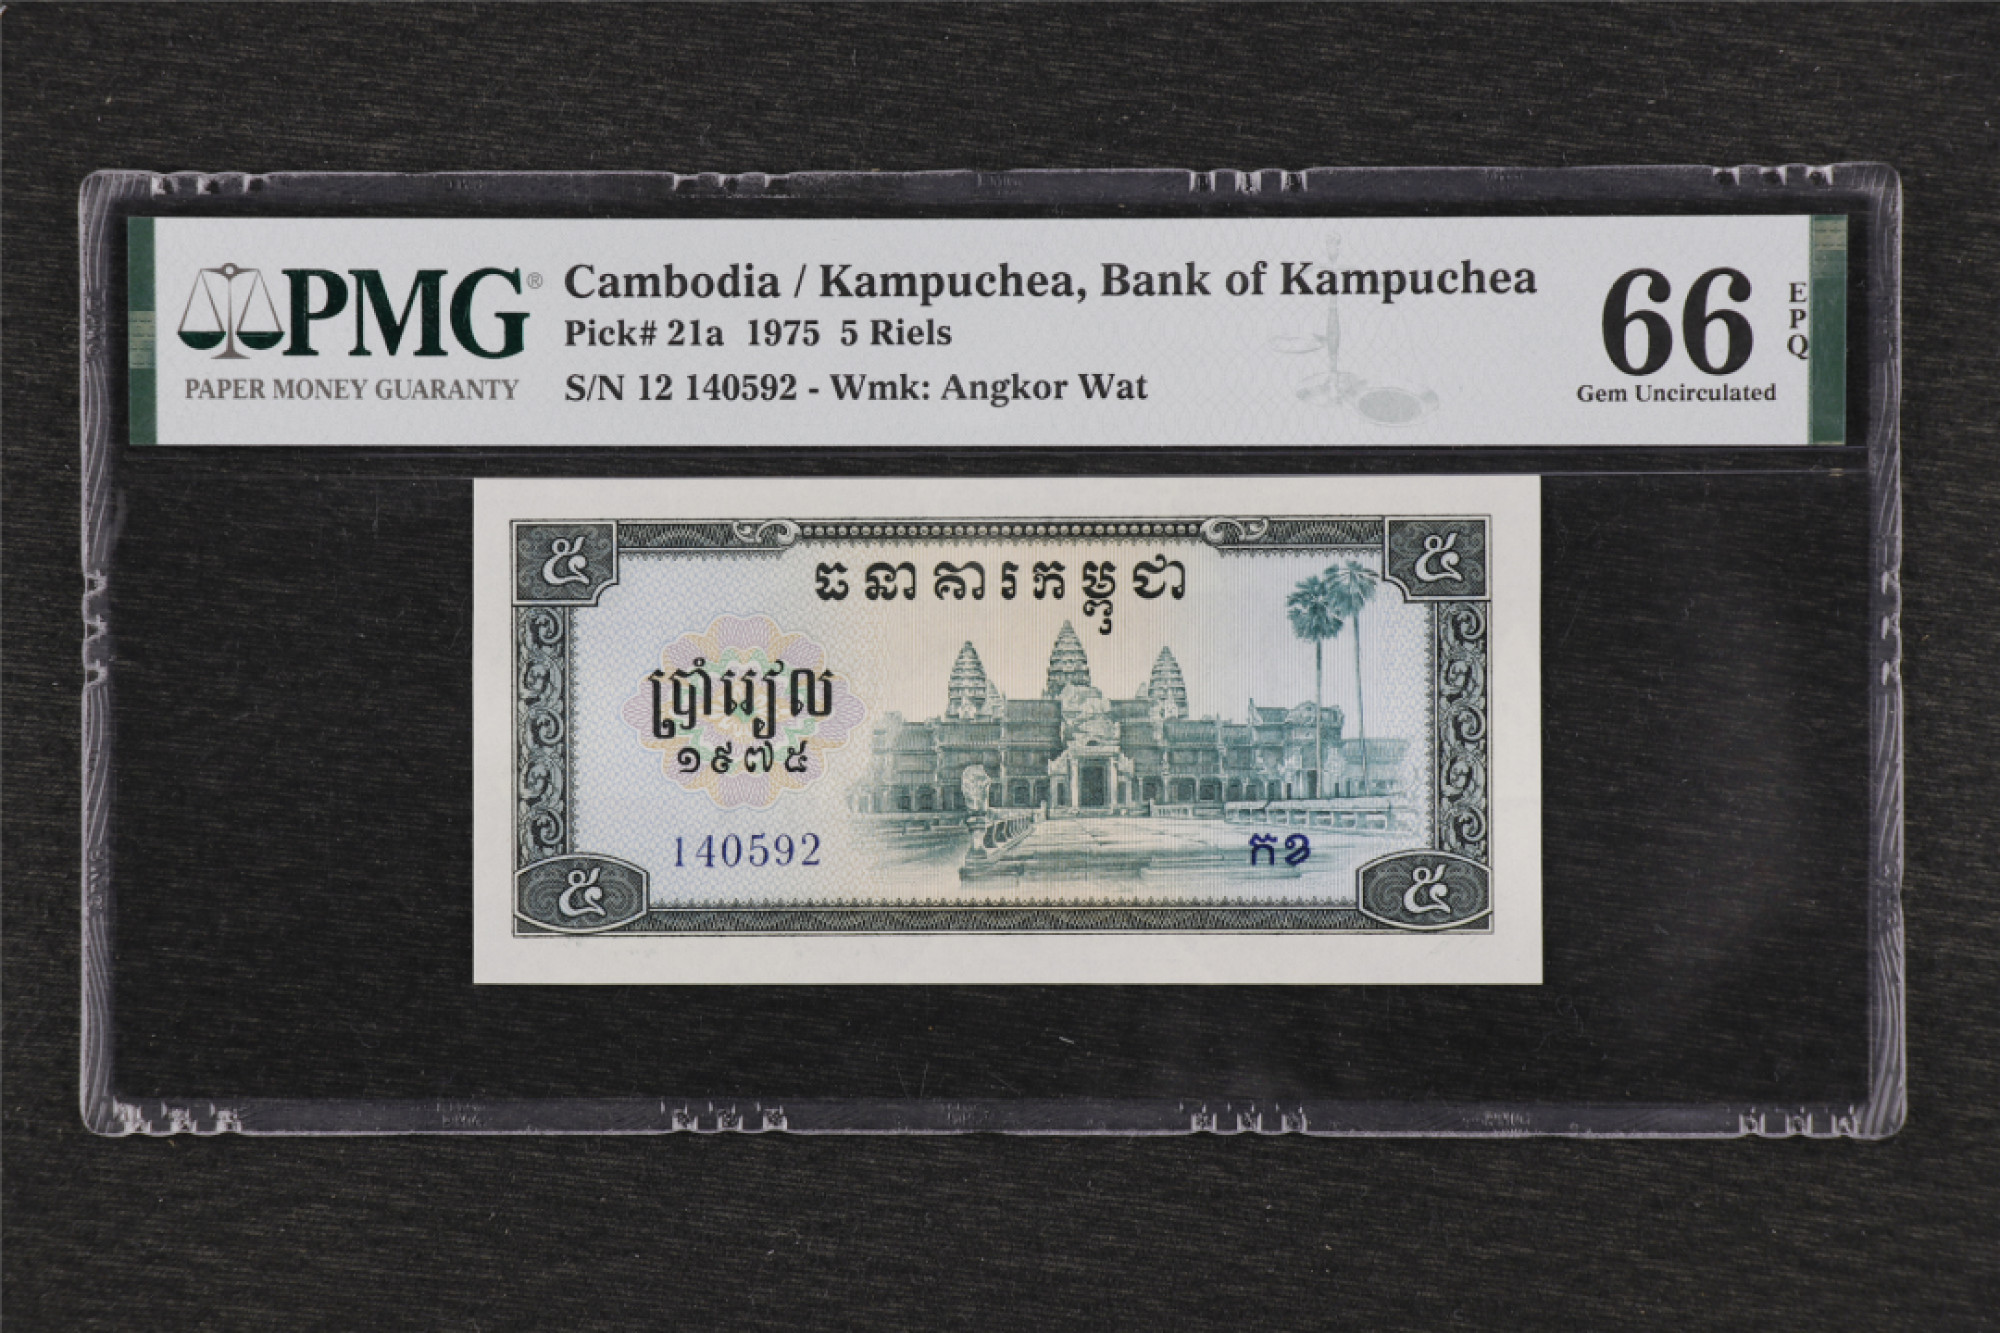 PMG®
PAPER MONEY GUARANTY
Cambodia / Kampuchea, Bank of Kampuchea
Pick# 21a 1975 5 Riels
S/N 12 140592 - Wmk: Angkor Wat
66
EPQ
Gem Uncirculated
៥
៥
ធនាគារកម្ពុជា
ប្រាំរៀល
១៩៧៥
140592
កខ
៥
៥